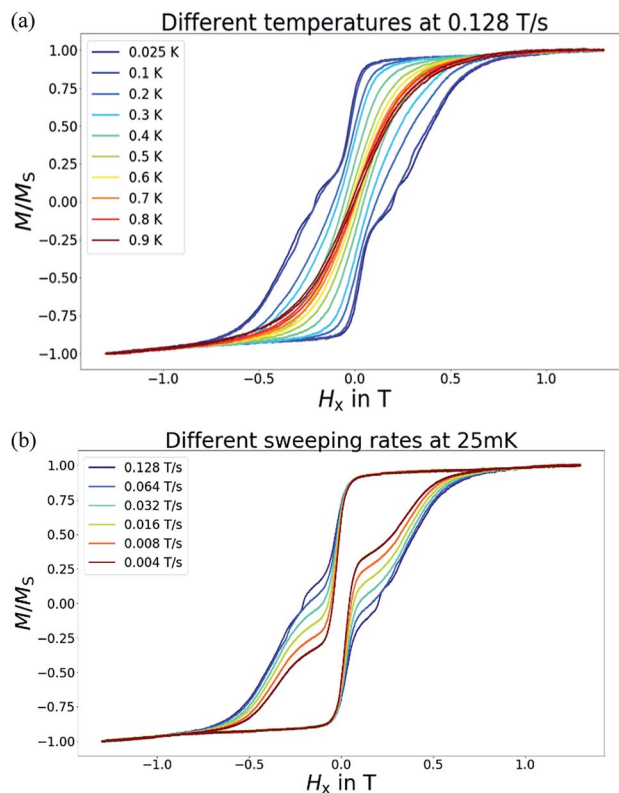 (a)
Different temperatures at 0.128 T/s
1.00
0.75
0.50
0.25
0.00
−0.25
−0.50
−0.75
−1.00
M/MS
0.025 K
0.1 K
0.2 K
0.3 K
0.4 K
0.5 K
0.6 K
0.7 K
0.8 K
0.9 K
−1.0 −0.5 0.0 0.5 1.0
Hx in T
(b)
Different sweeping rates at 25mK
1.00
0.75
0.50
0.25
0.00
−0.25
−0.50
−0.75
−1.00
M/MS
0.128 T/s
0.064 T/s
0.032 T/s
0.016 T/s
0.008 T/s
0.004 T/s
−1.0 −0.5 0.0 0.5 1.0
Hx in T